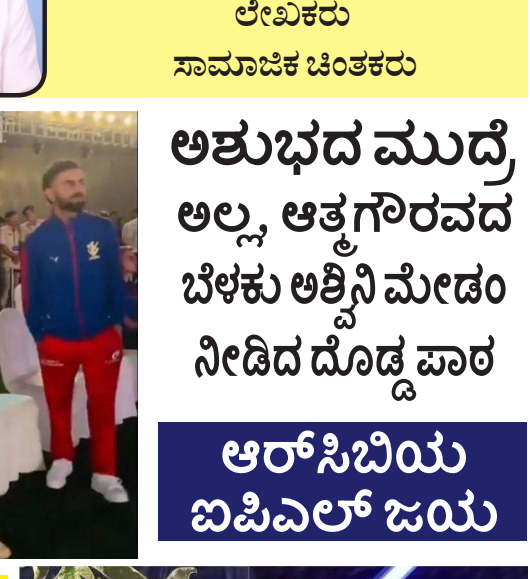 ಲೇಖಕರು
ಸಾಮಾಜಿಕ ಚಿಂತಕರು
ಅಶುಭದ ಮುದ್ರೆ
ಅಲ್ಲ, ಆತ್ಮಗೌರವದ
ಬೆಳಕು ಅಶ್ವಿನಿ ಮೇಡಂ
ನೀಡಿದ ದೊಡ್ಡ ಪಾಠ
ಆರ್‌ಸಿಬಿಯ
ಐಪಿಎಲ್ ಜಯ